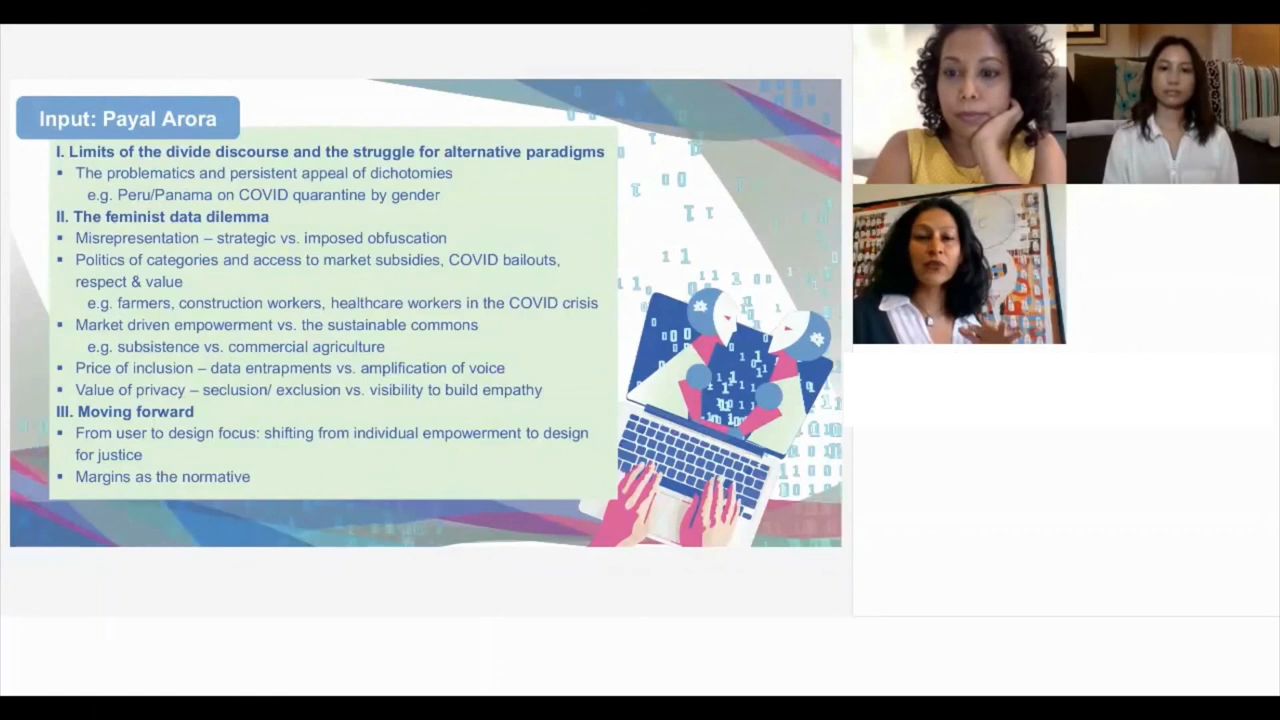 Input: Payal Arora
I. Limits of the divide discourse and the struggle for alternative paradigms
▪ The problematics and persistent appeal of dichotomies
e.g. Peru/Panama on COVID quarantine by gender
II. The feminist data dilemma
▪ Misrepresentation – strategic vs. imposed obfuscation
▪ Politics of categories and access to market subsidies, COVID bailouts,
respect & value
e.g. farmers, construction workers, healthcare workers in the COVID crisis
▪ Market driven empowerment vs. the sustainable commons
e.g. subsistence vs. commercial agriculture
▪ Price of inclusion – data entrapments vs. amplification of voice
▪ Value of privacy – seclusion/ exclusion vs. visibility to build empathy
III. Moving forward
▪ From user to design focus: shifting from individual empowerment to design
for justice
▪ Margins as the normative